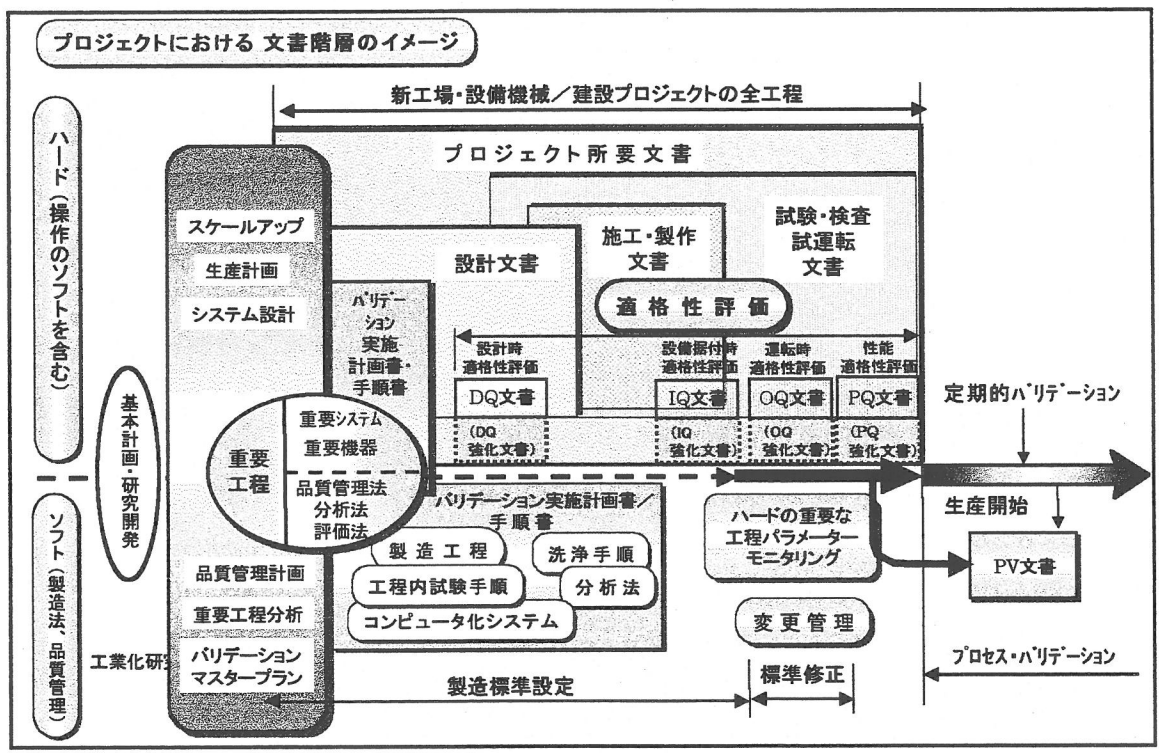 プロジェクトにおける 文書階層のイメージ
新工場・設備機械/建設プロジェクトの全工程
ハード(操作のソフトを含む)
プロジェクト所要文書
スケールアップ
生産計画
システム設計
バリデー
ション
実施
計画書・
手順書
設計文書
施工・製作
文書
試験・検査
試運転
文書
適格性評価
設計時
適格性評価
設備据付時
適格性評価
運転時
適格性評価
性能
適格性評価
DQ文書
IQ文書
OQ文書
PQ文書
(DQ
強化文書)
(IQ
強化文書)
(OQ
強化文書)
(PQ
強化文書)
定期的バリデーション
基本計画・研究開発
重要
工程
重要システム
重要機器
品質管理法
分析法
評価法
生産開始
ソフト(製造法、品質管理)
バリデーション実施計画書/
手順書
製造工程
洗浄手順
工程内試験手順
分析法
コンピュータ化システム
ハードの重要な
工程パラメーター
モニタリング
PV文書
品質管理計画
重要工程分析
バリデーション
マスタープラン
工業化研
変更管理
製造標準設定
標準修正
プロセス・バリデーション